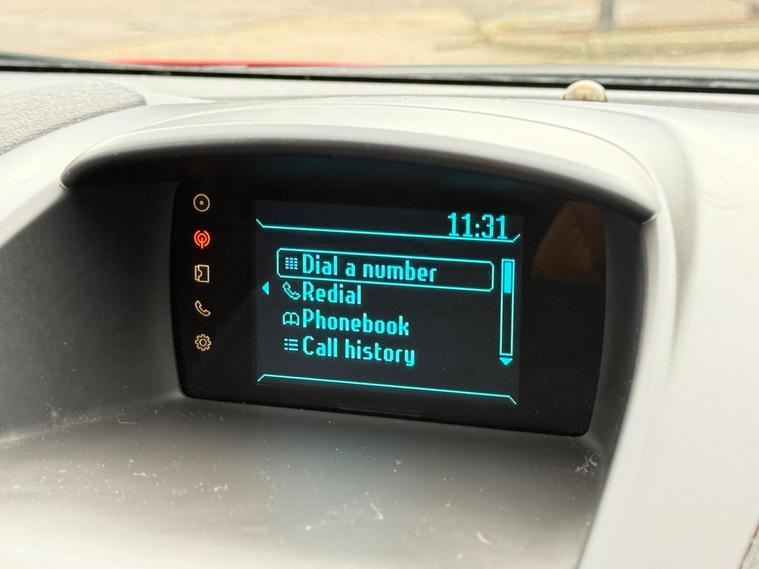 11:31
Dial a number
Redial
Phonebook
Call history